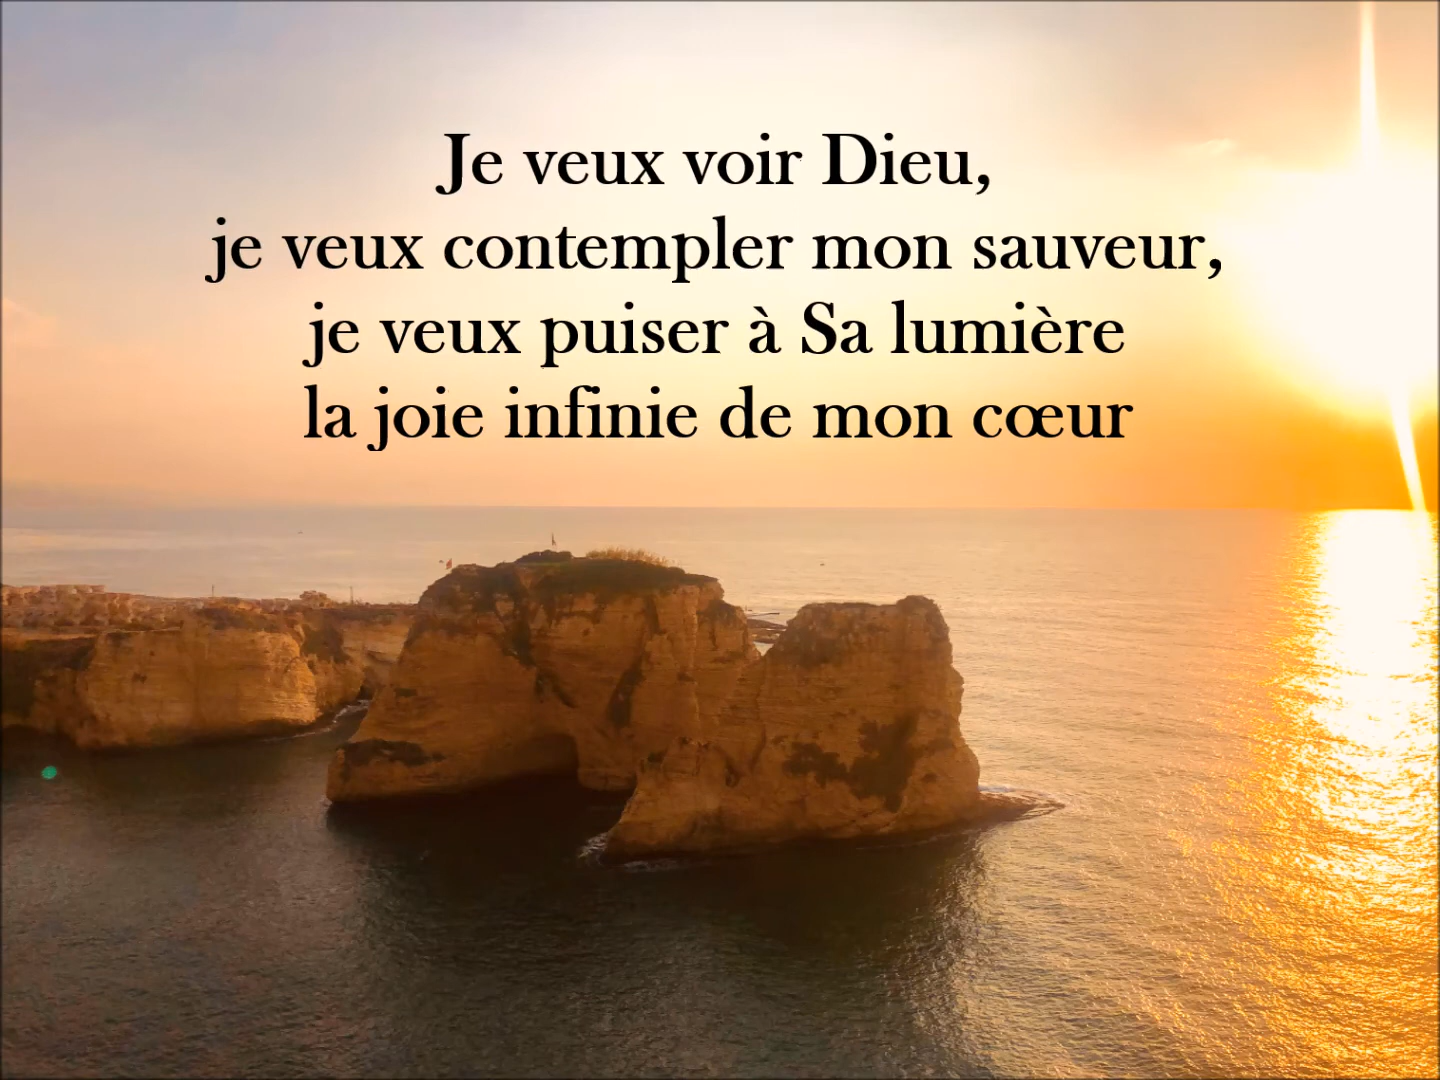 Je veux voir Dieu,
je veux contempler mon sauveur,
je veux puiser à Sa lumière
la joie infinie de mon cœur